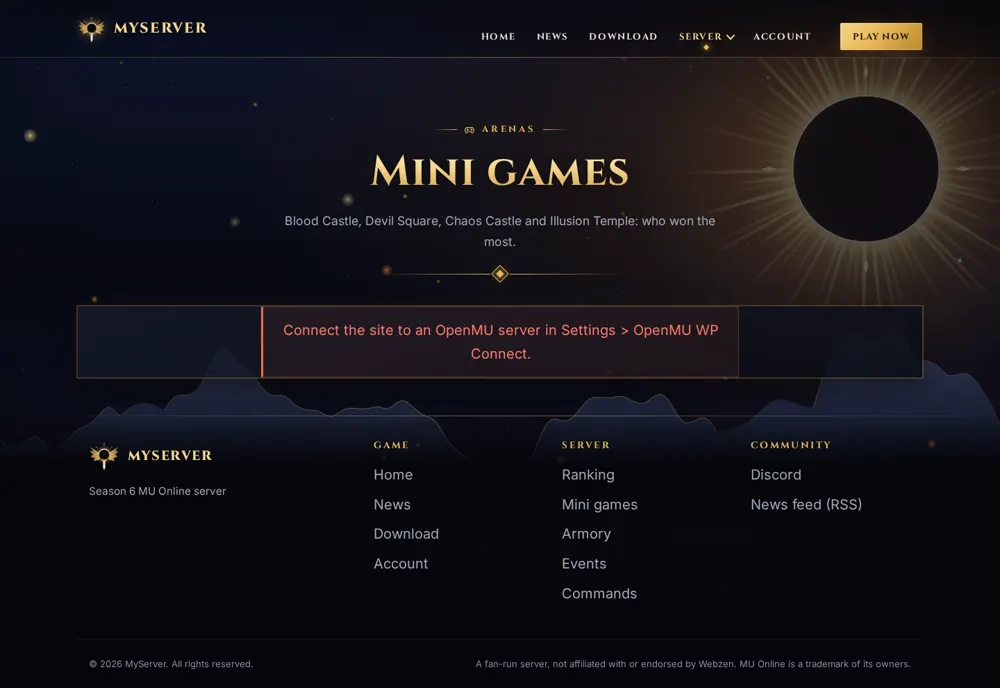 MYSERVER
HOME NEWS DOWNLOAD SERVER ACCOUNT PLAY NOW
ARENAS
MINI GAMES
Blood Castle, Devil Square, Chaos Castle and Illusion Temple: who won the
most.
Connect the site to an OpenMU server in Settings > OpenMU WP
Connect.
MYSERVER
Season 6 MU Online server
GAME
Home
News
Download
Account
SERVER
Ranking
Mini games
Armory
Events
Commands
COMMUNITY
Discord
News feed (RSS)
© 2026 MyServer. All rights reserved.
A fan-run server, not affiliated with or endorsed by Webzen. MU Online is a trademark of its owners.